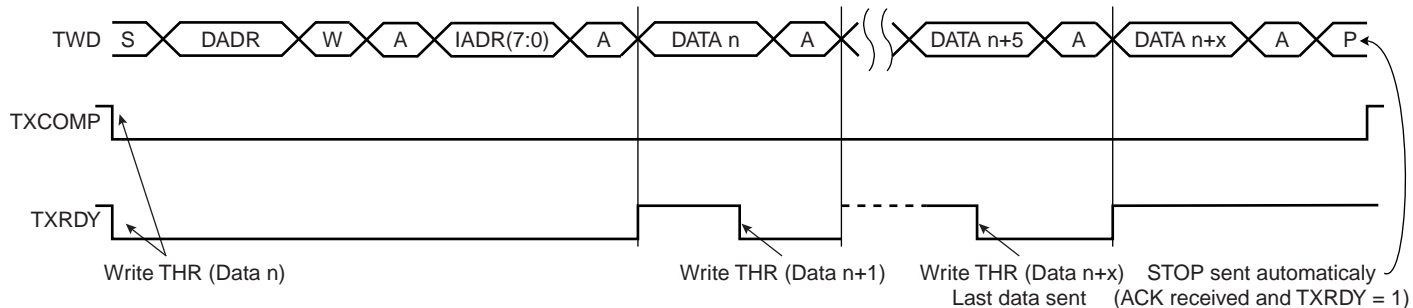 TWD S DADR W A IADR(7:0) A DATA n A DATA n+5 A DATA n+x A P
TXCOMP
TXRDY
Write THR (Data n) Write THR (Data n+1) Write THR (Data n+x) STOP sent automaticaly
Last data sent (ACK received and TXRDY = 1)